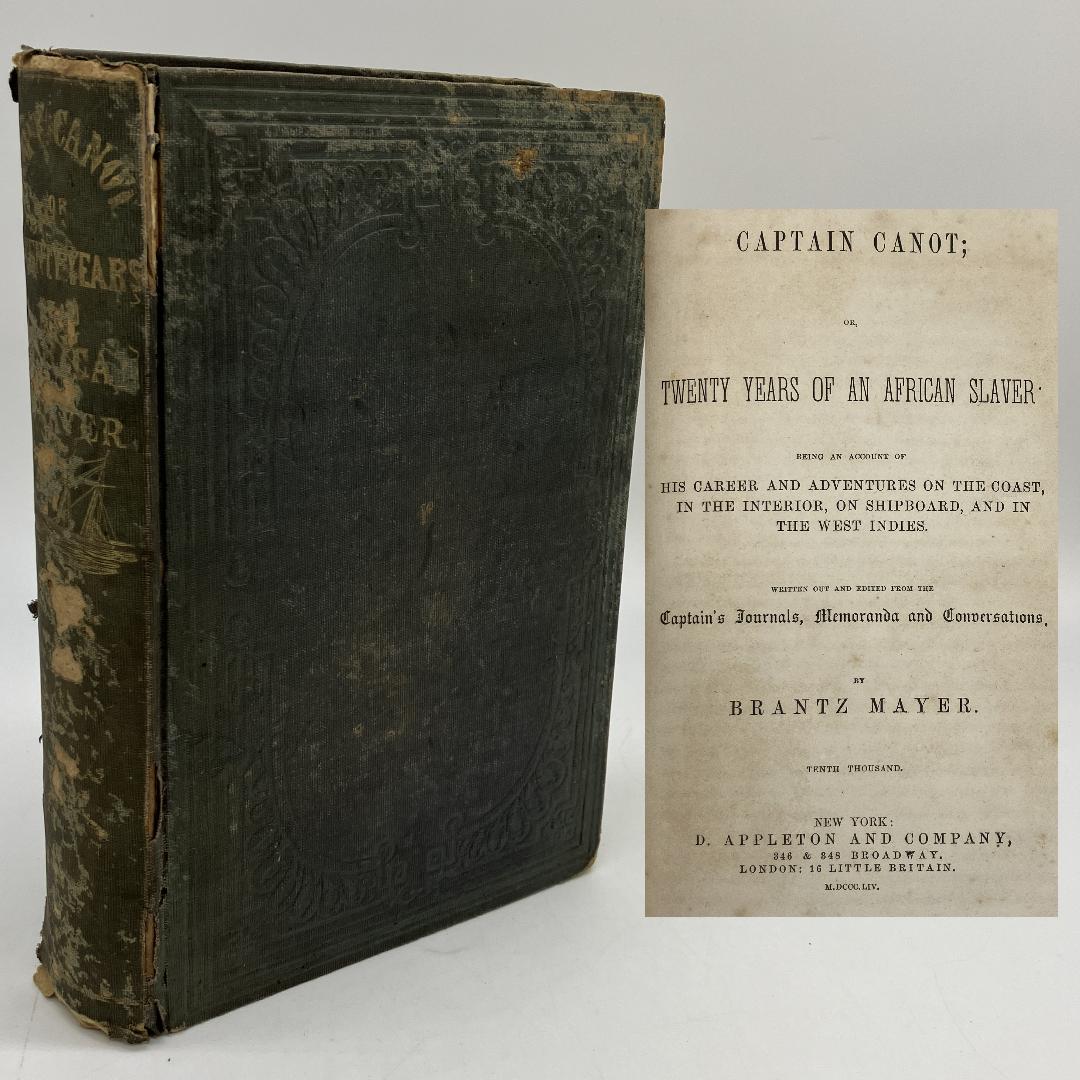 CANOT
OF
YEARS
CAPTAIN CANOT;
OR,
TWENTY YEARS OF AN AFRICAN SLAVER
BEING AN ACCOUNT OF
HIS CAREER AND ADVENTURES ON THE COAST,
IN THE INTERIOR, ON SHIPBOARD, AND IN
THE WEST INDIES.
WRITTEN OUT AND EDITED FROM THE
Captain's Journals, Memoranda and Conversations,
BY
BRANTZ MAYER.
TENTH THOUSAND.
NEW YORK:
D. APPLETON AND COMPANY,
346 & 348 BROADWAY.
LONDON: 16 LITTLE BRITAIN.
M.DCCC.LIV.